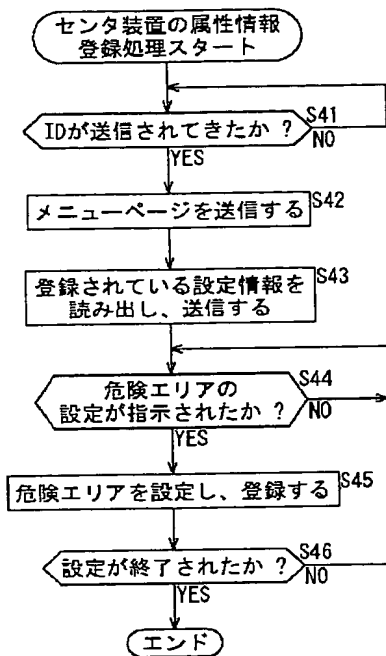 センタ装置の属性情報
登録処理スタート
IDが送信されてきたか ?
S41
NO
YES
メニューページを送信する
S42
登録されている設定情報を
読み出し、送信する
S43
危険エリアの
設定が指示されたか ?
S44
NO
YES
危険エリアを設定し、登録する
S45
設定が終了されたか ?
S46
NO
YES
エンド